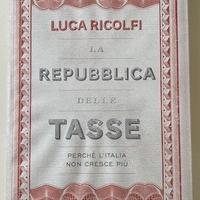 LUCA RICOLFI
LA
REPUBBLICA
DELLE
TASSE
PERCHÉ L'ITALIA
NON CRESCE PIÙ